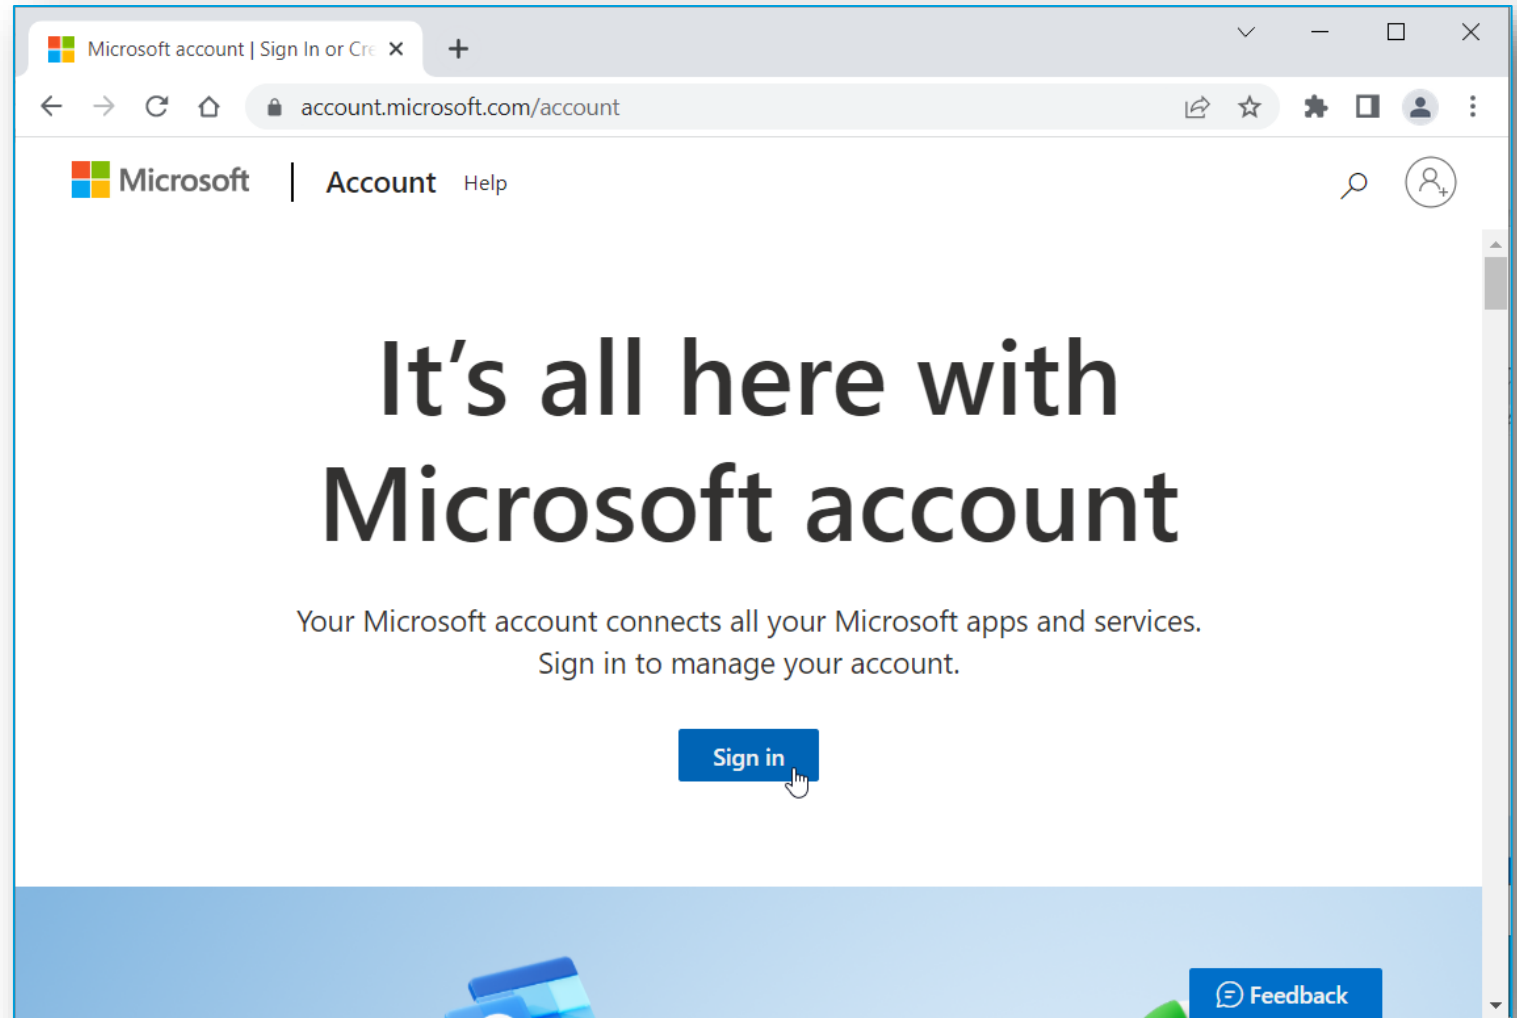 Microsoft account | Sign In or Cre
account.microsoft.com/account
Microsoft
Account Help
It's all here with
Microsoft account
Your Microsoft account connects all your Microsoft apps and services.
Sign in to manage your account.
Sign in
Feedback